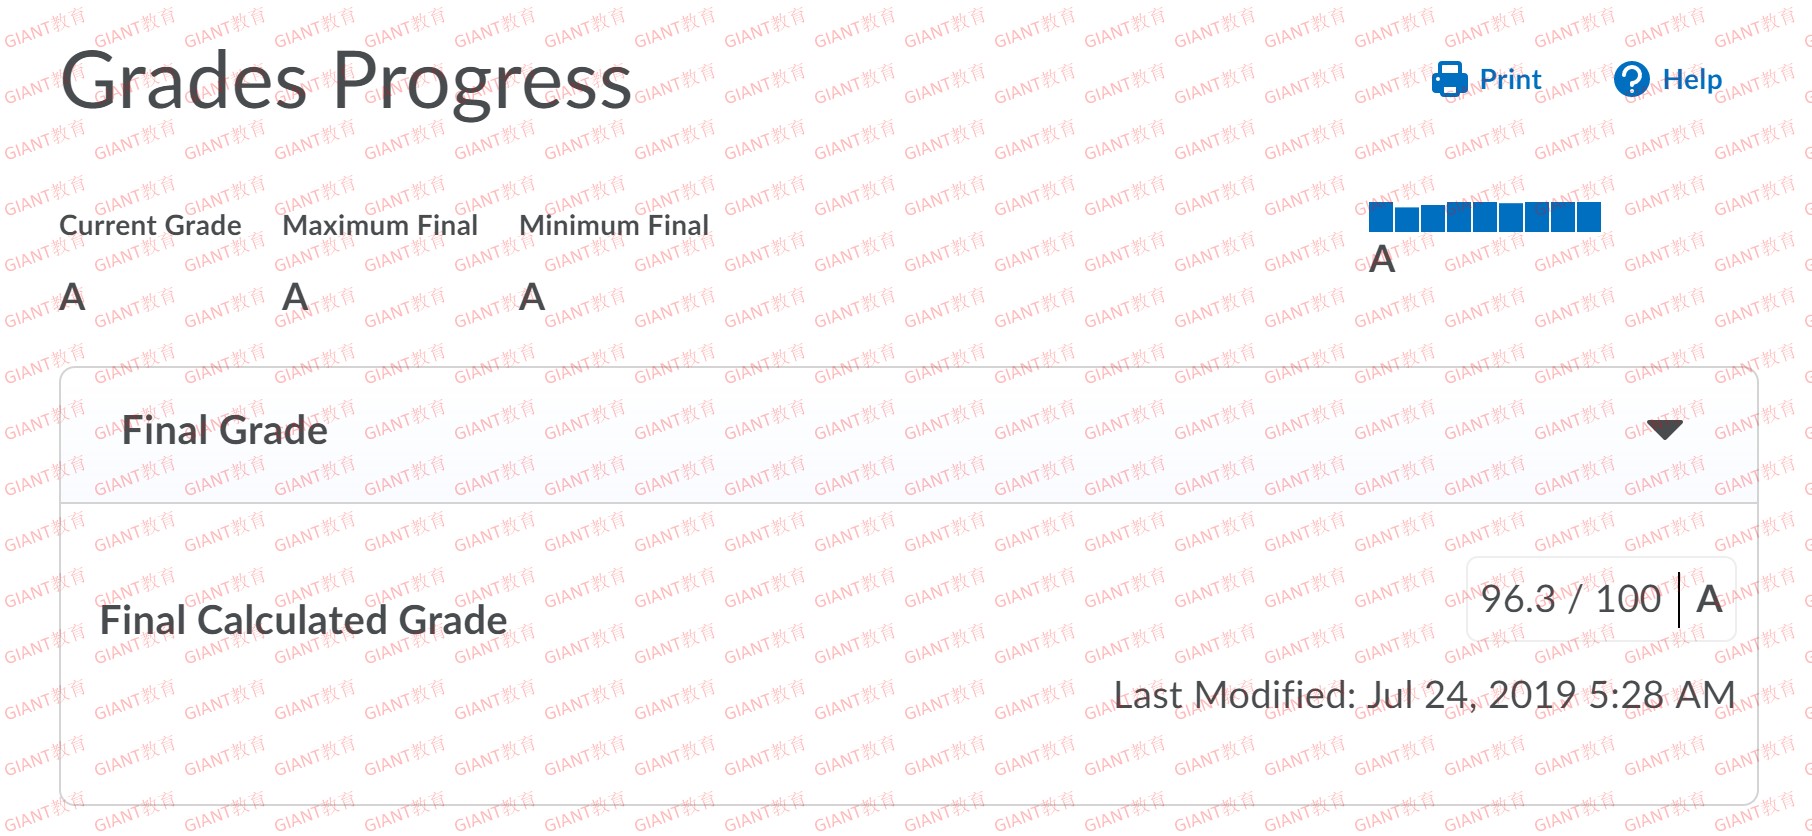 Grades Progress
Print
Help
Current Grade
Maximum Final
Minimum Final
A
A
A
A
Final Grade
Final Calculated Grade
96.3 / 100 | A
Last Modified: Jul 24, 2019 5:28 AM
GIANT教育